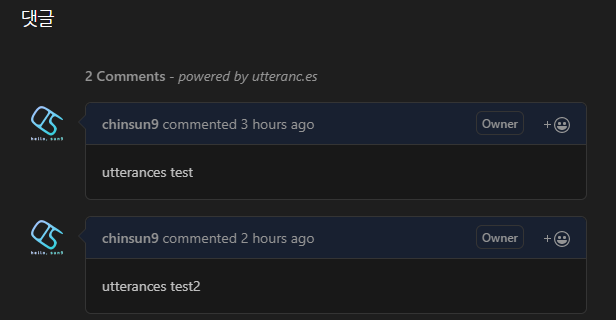 댓글
2 Comments - powered by utteranc.es
chinsun9 commented 3 hours ago Owner +
hello, sun9
utterances test
chinsun9 commented 2 hours ago Owner +
hello, sun9
utterances test2